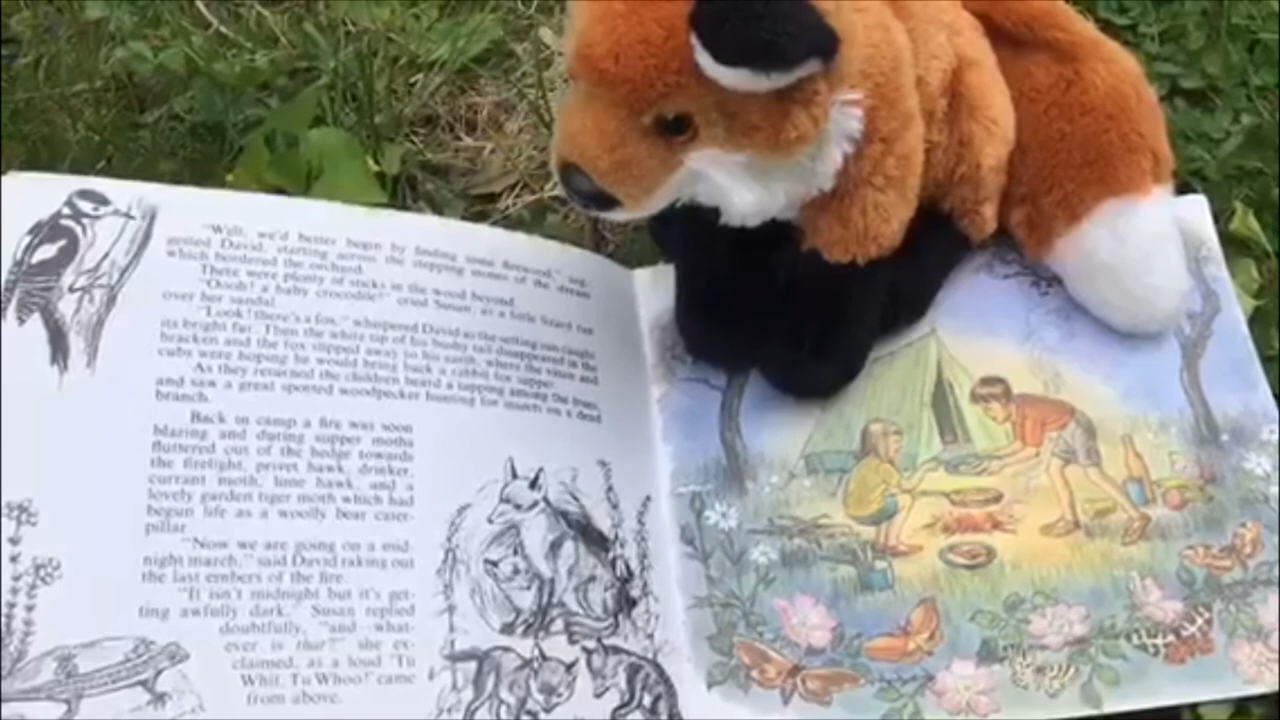 "Well, we'd better begin by finding some firewood," sug-
gested David, starting across the stepping stones of the stream
which bordered the orchard.
There were plenty of sticks in the wood beyond.
"Oooh! a baby crocodile!" cried Susan, as a little lizard ran
over her sandal.
"Look! there's a fox," whispered David as the setting sun caught
its bright fur. Then the white tip of his bushy tail disappeared in the
bracken and the fox slipped away to his earth, where the vixen and
cubs were hoping he would bring back a rabbit for supper.
As they returned the children heard a tapping among the trees,
and saw a great spotted woodpecker hunting for insects on a dead
branch.
Back in camp a fire was soon
blazing and during supper moths
fluttered out of the hedge towards
the firelight, privet hawk, drinker,
currant moth, lime hawk, and a
lovely garden tiger moth which had
begun life as a woolly bear cater-
pillar.
"Now we are going on a mid-
night march," said David raking out
the last embers of the fire.
"It isn't midnight but it's get-
ting awfully dark." Susan replied
doubtfully, "and what-
ever is that?" she ex-
claimed, as a loud 'Tu
Whit, Tu Whoo!' came
from above.